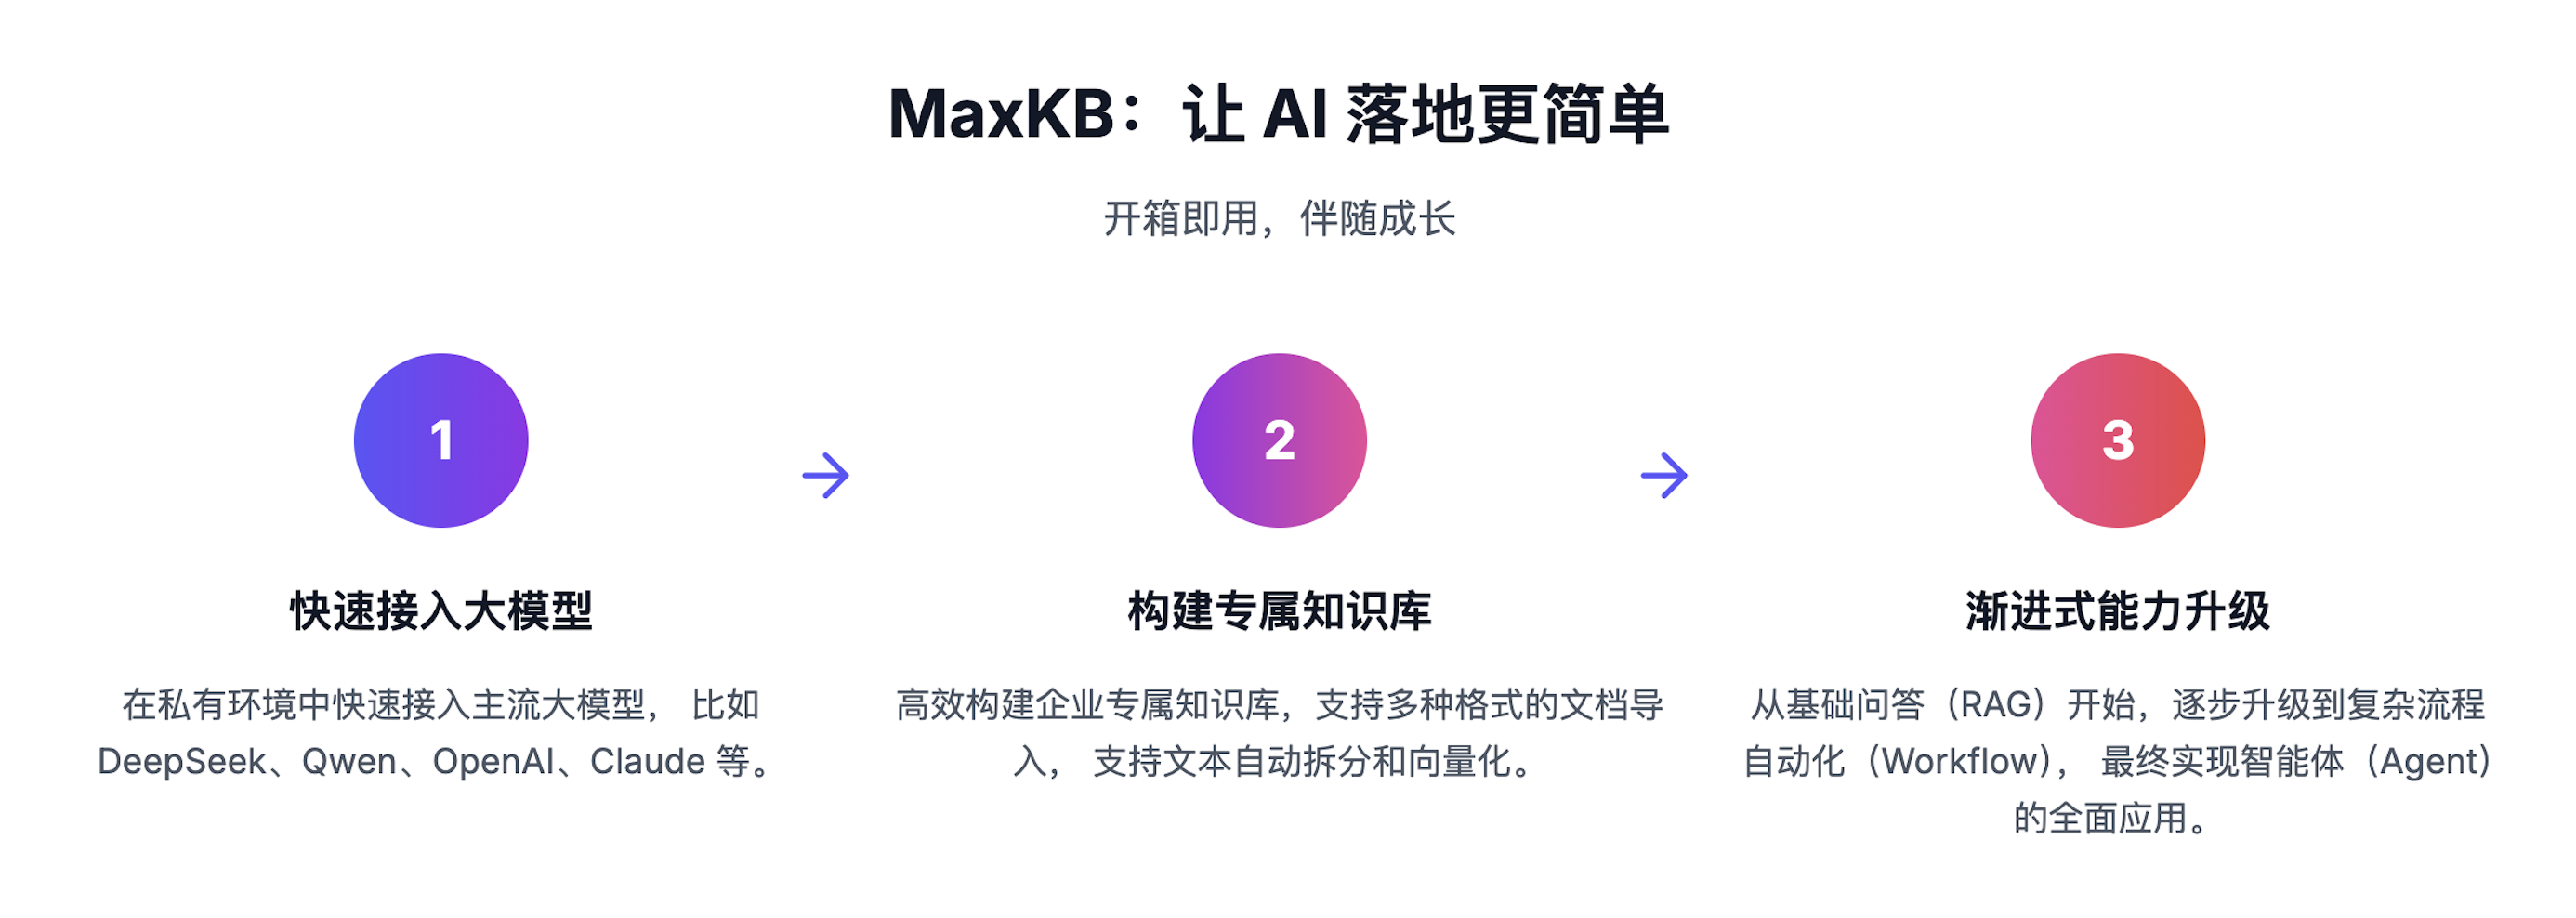 MaxKB：让 AI 落地更简单
开箱即用，伴随成长
1
快速接入大模型
在私有环境中快速接入主流大模型， 比如
DeepSeek、Qwen、OpenAI、Claude 等。
2
构建专属知识库
高效构建企业专属知识库，支持多种格式的文档导
入， 支持文本自动拆分和向量化。
3
渐进式能力升级
从基础问答（RAG）开始，逐步升级到复杂流程
自动化（Workflow）， 最终实现智能体（Agent）
的全面应用。